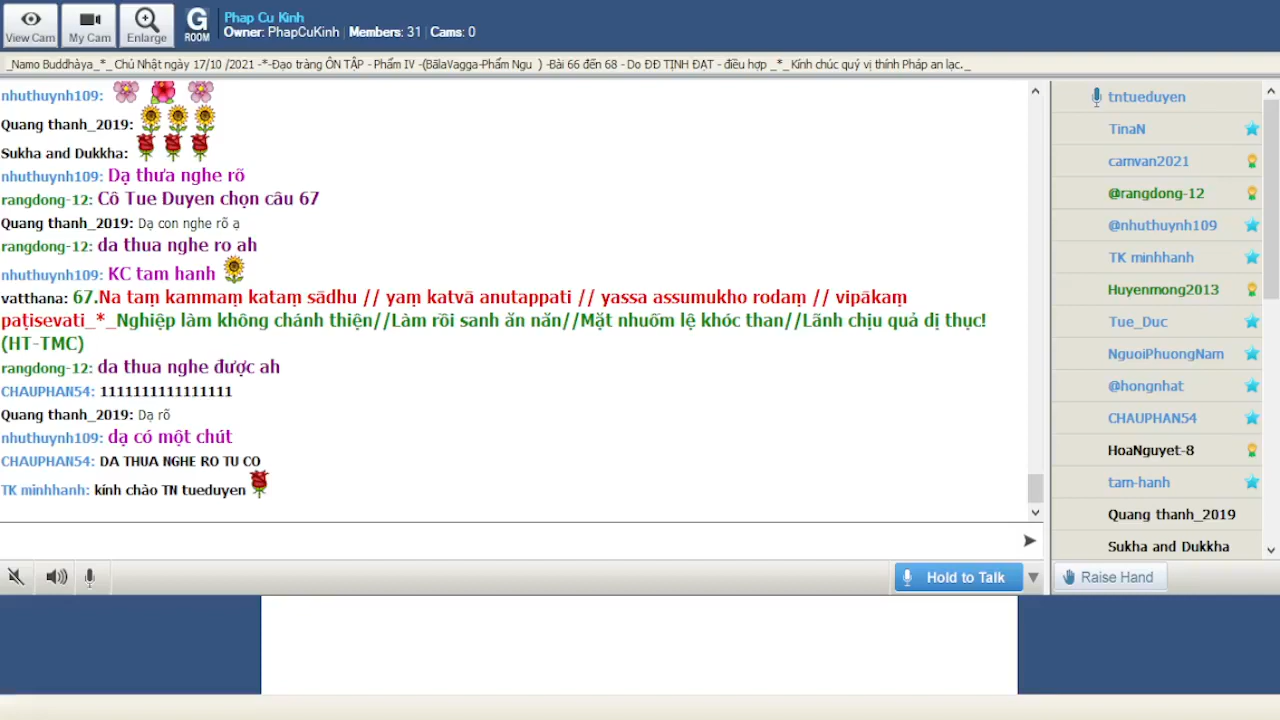 View Cam
My Cam
Enlarge
G
ROOM
Phap Cu Kinh
Owner: PhapCuKinh | Members: 31 | Cams: 0
_Namo Buddhàya_*_ Chủ Nhật ngày 17/10 /2021 -*-Đạo tràng ÔN TẬP - Phẩm IV -(BālaVagga-Phẩm Ngu ) -Bài 66 đến 68 - Do ĐĐ TỊNH ĐẠT - điều hợp _*_Kính chúc quý vị thính Pháp an lạc._
nhuthuynh109:
Quang thanh_2019:
Sukha and Dukkha:
nhuthuynh109: Dạ thưa nghe rõ
rangdong-12: Cô Tue Duyen chọn câu 67
Quang thanh_2019: Dạ con nghe rõ ạ
rangdong-12: da thua nghe ro ah
nhuthuynh109: KC tam hanh
vatthana: 67.Na taṃ kammaṃ kataṃ sādhu // yaṃ katvā anutappati // yassa assumukho rodaṃ // vipākaṃ
paṭisevati_*_Nghiệp làm không chánh thiện//Làm rồi sanh ăn năn//Mặt nhuốm lệ khóc than//Lãnh chịu quả dị thục!
(HT-TMC)
rangdong-12: da thua nghe được ah
CHAUPHAN54: 1111111111111111
Quang thanh_2019: Dạ rõ
nhuthuynh109: dạ có một chút
CHAUPHAN54: DA THUA NGHE RO TU CO
TK minhhanh: kính chào TN tueduyen
Hold to Talk
tntueduyen
TinaN
camvan2021
@rangdong-12
@nhuthuynh109
TK minhhanh
Huyenmong2013
Tue_Duc
NguoiPhuongNam
@hongnhat
CHAUPHAN54
HoaNguyet-8
tam-hanh
Quang thanh_2019
Sukha and Dukkha
Raise Hand